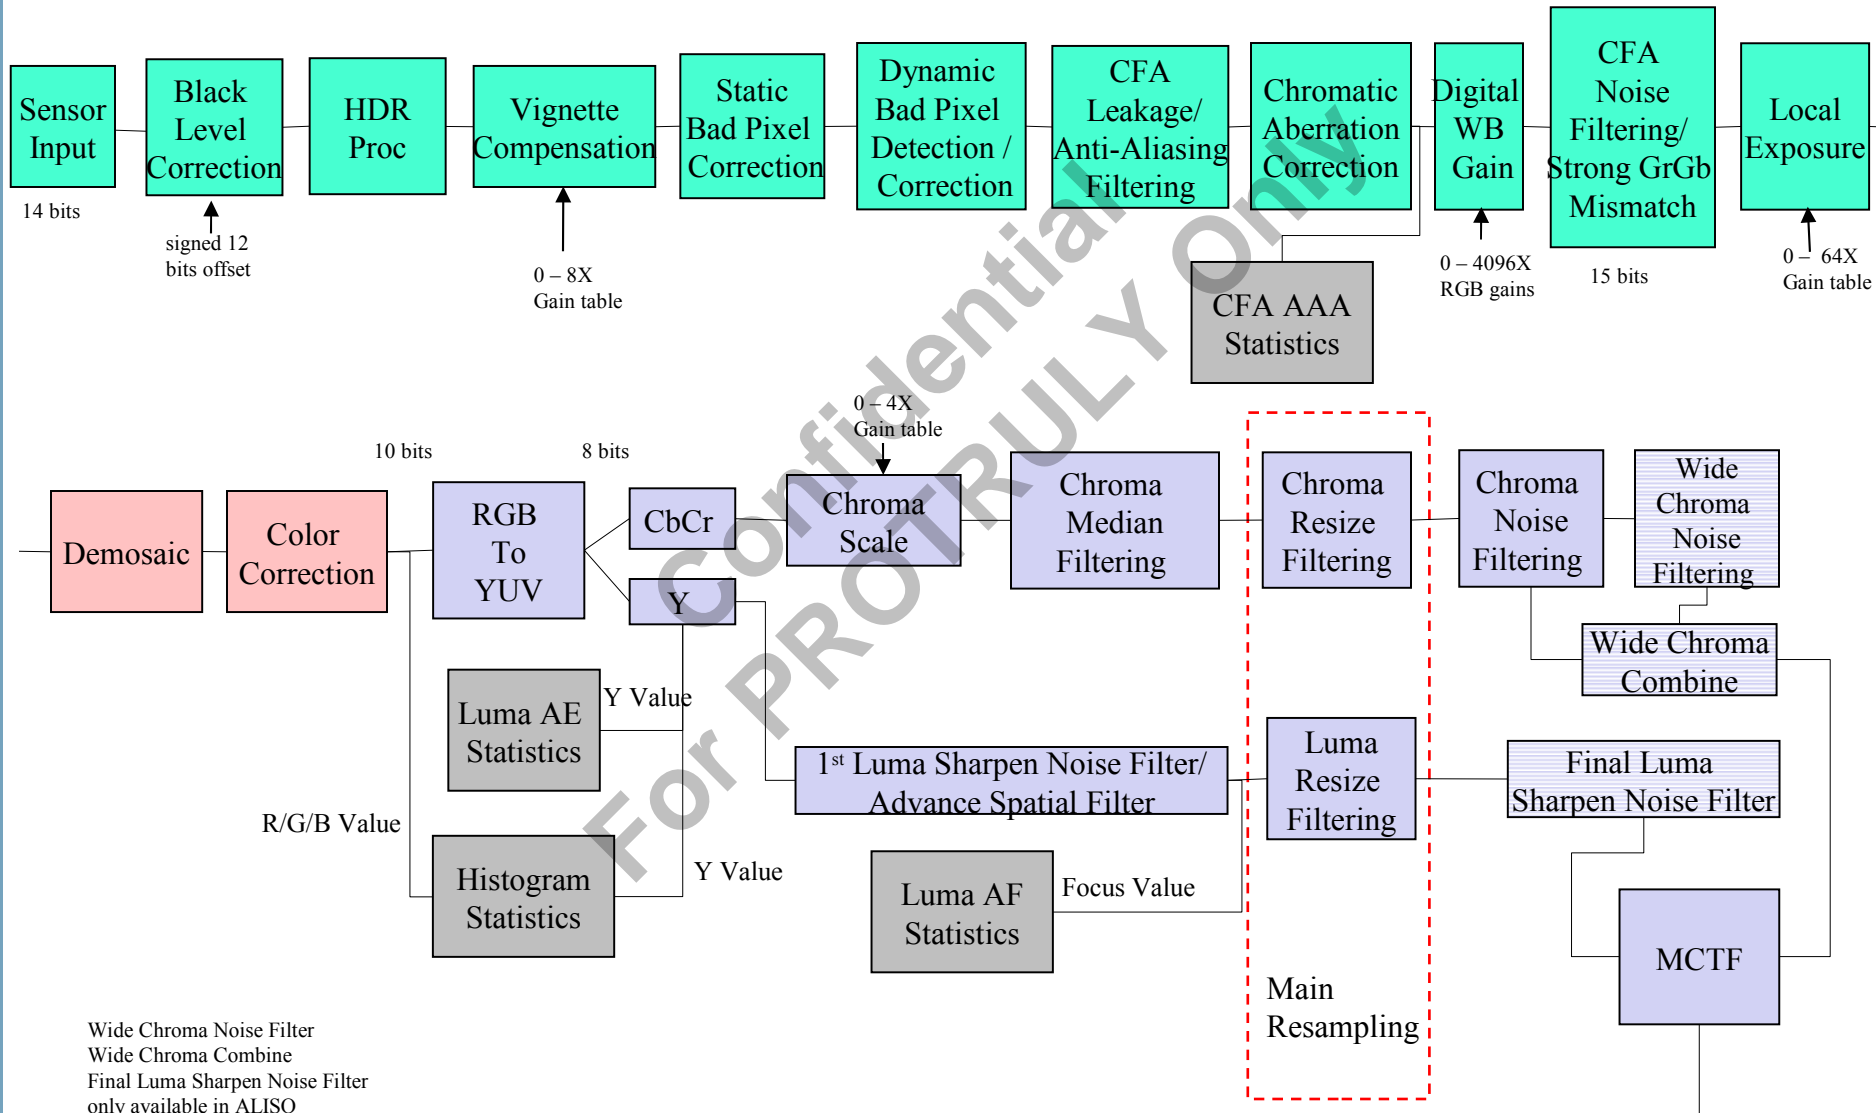 Sensor
Input
14 bits
Black
Level
Correction
signed 12
bits offset
HDR
Proc
Vignette
Compensation
0 – 8X
Gain table
Static
Bad Pixel
Correction
Dynamic
Bad Pixel
Detection /
Correction
CFA
Leakage/
Anti-Aliasing
Filtering
Chromatic
Aberration
Correction
CFA AAA
Statistics
Digital
WB
Gain
0 – 4096X
RGB gains
CFA
Noise
Filtering/
Strong GrGb
Mismatch
15 bits
Local
Exposure
0 – 64X
Gain table
Demosaic
Color
Correction
10 bits
RGB
To
YUV
8 bits
CbCr
Y
0 – 4X
Gain table
Chroma
Scale
Chroma
Median
Filtering
Chroma
Resize
Filtering
Chroma
Noise
Filtering
Wide
Chroma
Noise
Filtering
Wide Chroma
Combine
Luma AE
Statistics
Y Value
R/G/B Value
Histogram
Statistics
Y Value
1st Luma Sharpen Noise Filter/
Advance Spatial Filter
Luma AF
Statistics
Focus Value
Luma
Resize
Filtering
Final Luma
Sharpen Noise Filter
MCTF
Main
Resampling
Wide Chroma Noise Filter
Wide Chroma Combine
Final Luma Sharpen Noise Filter
only available in ALISO
Confidential
For PROTRULY Only